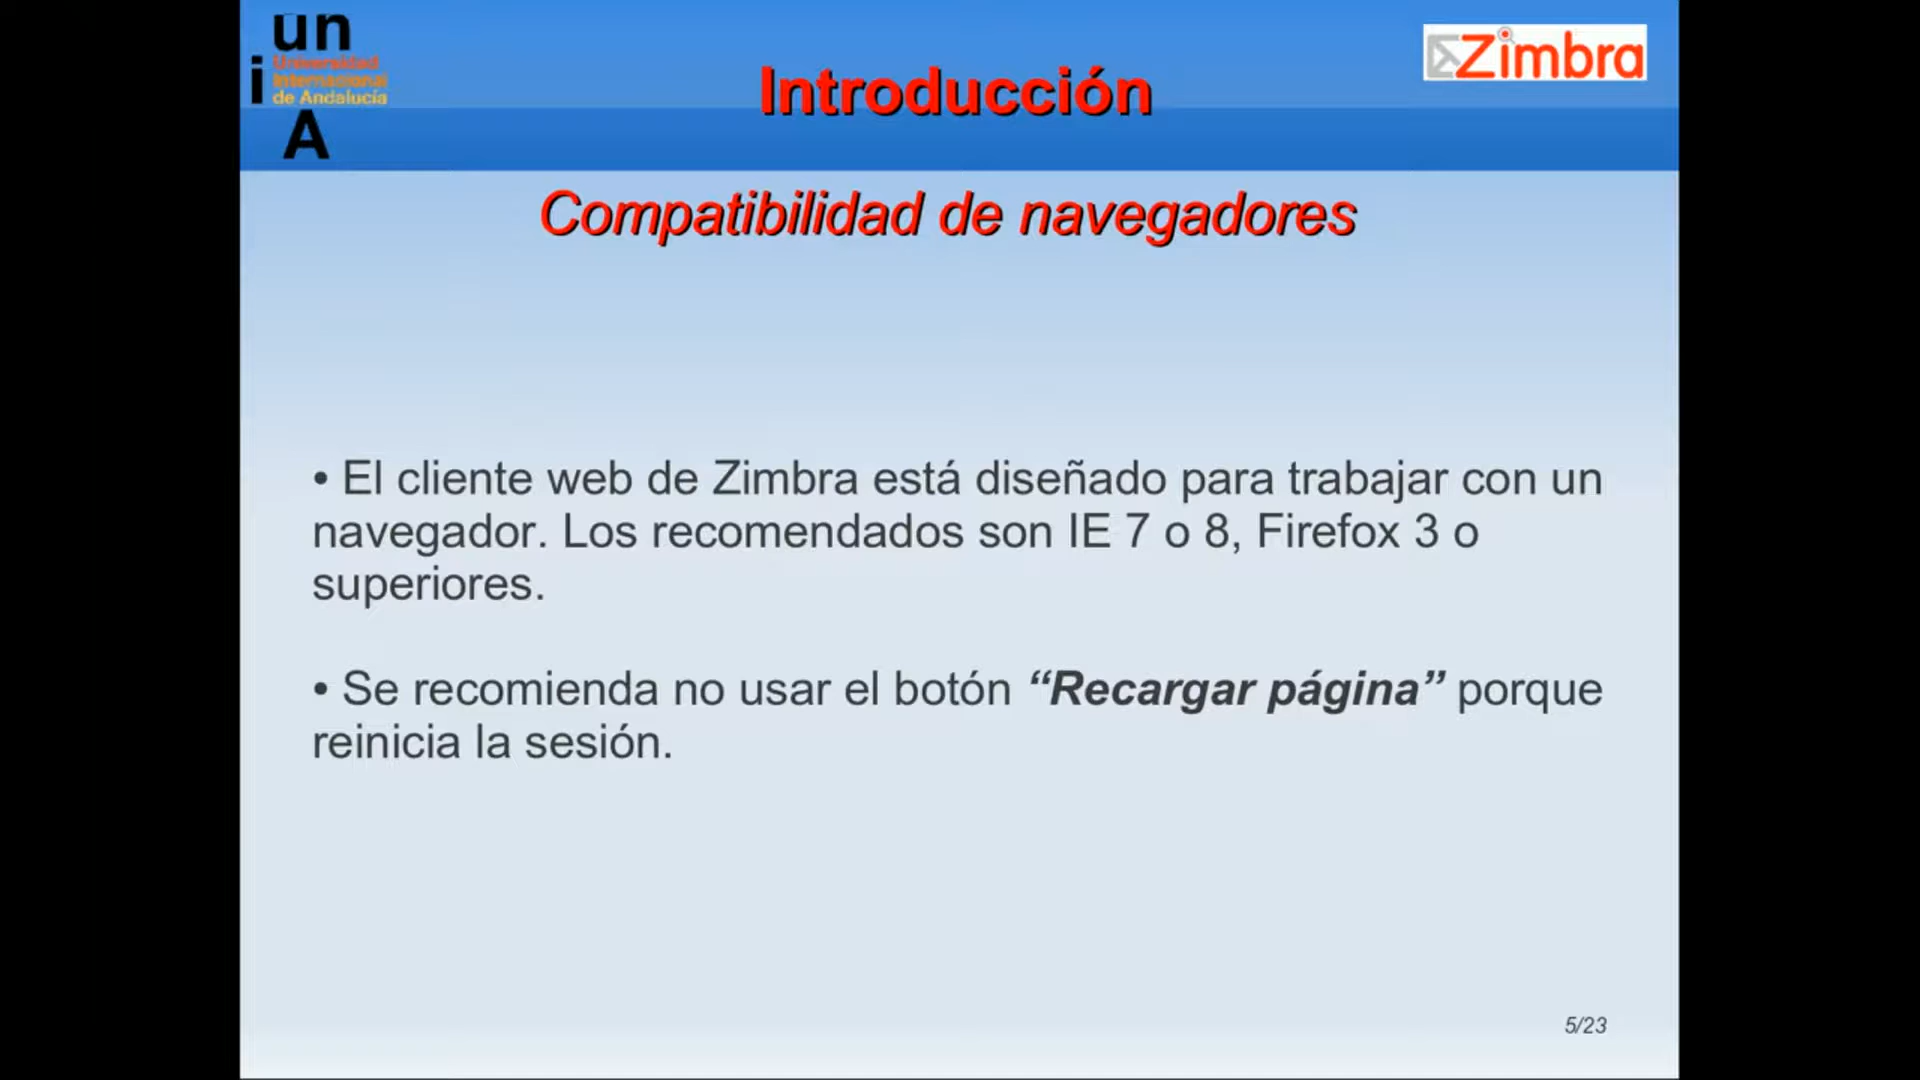 un
i
Universidad
Internacional
de Andalucía
A
Zimbra
Introducción
Compatibilidad de navegadores
• El cliente web de Zimbra está diseñado para trabajar con un
navegador. Los recomendados son IE 7 o 8, Firefox 3 o
superiores.
• Se recomienda no usar el botón “Recargar página” porque
reinicia la sesión.
5/23